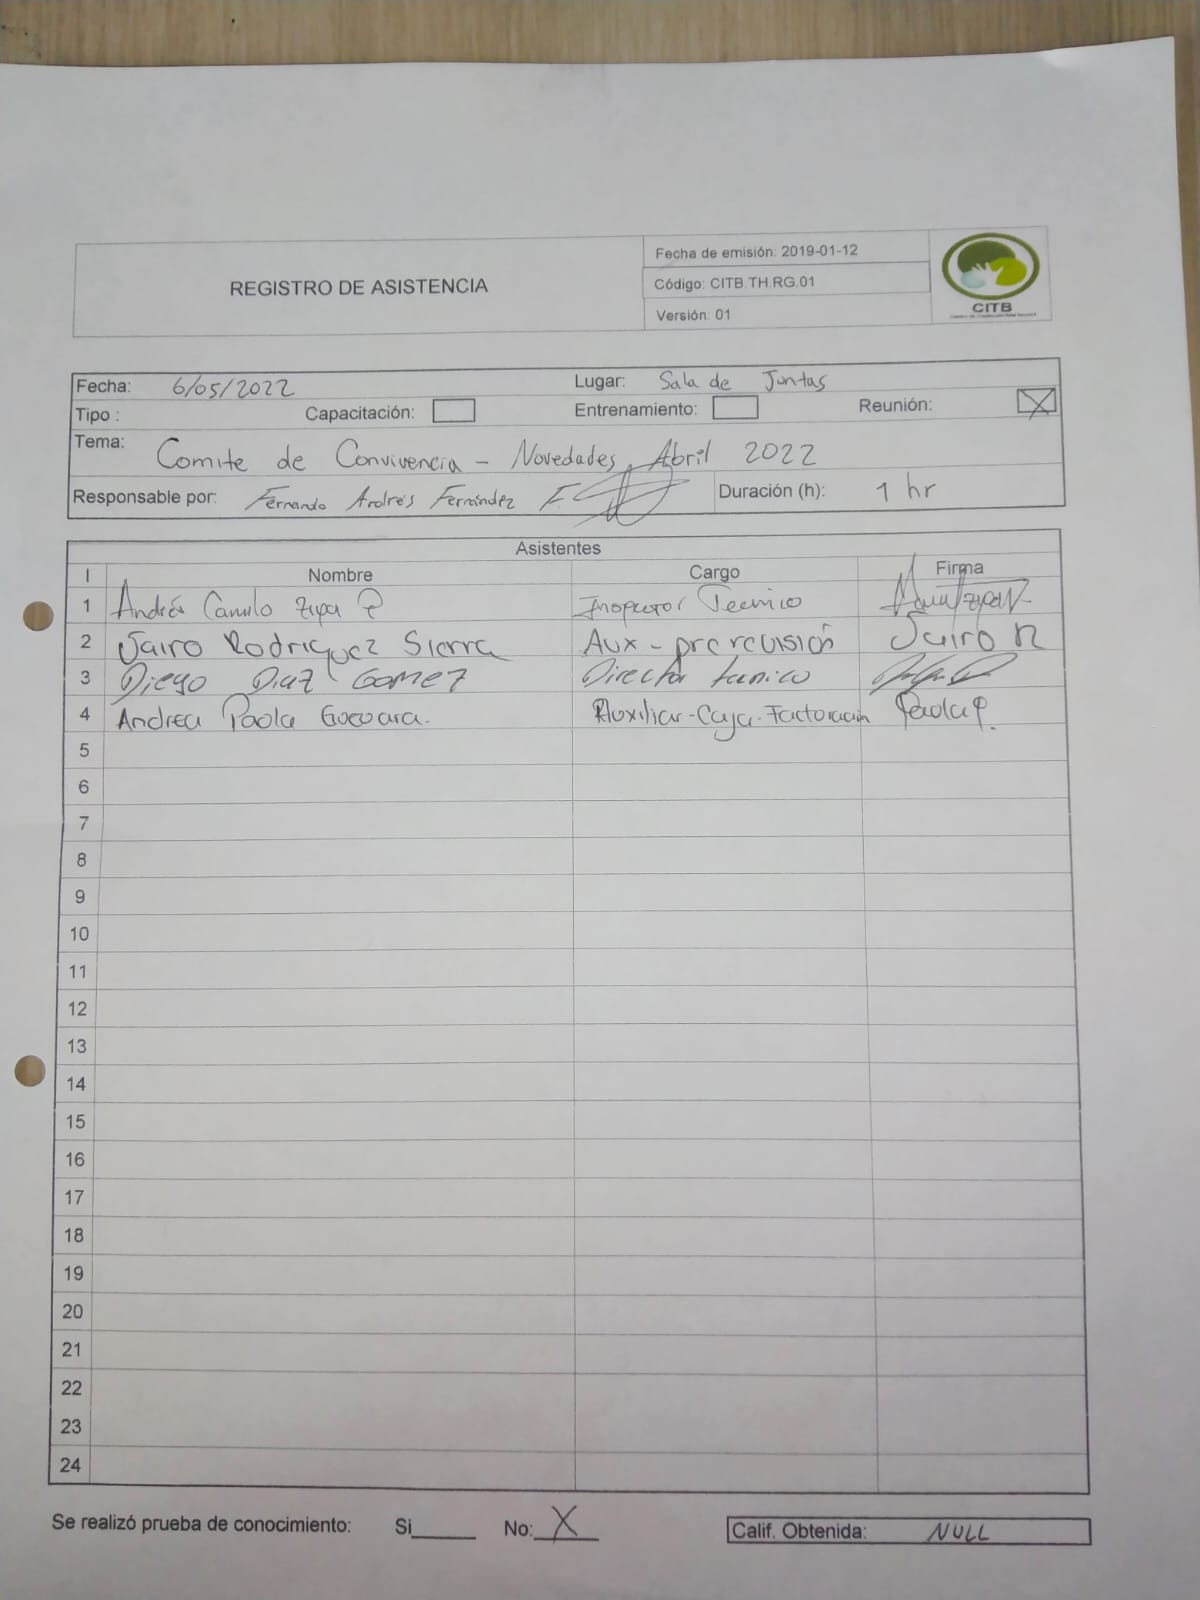 REGISTRO DE ASISTENCIA
Fecha de emisión: 2019-01-12
Código: CITB.TH.RG.01
Versión: 01
CITB
Fecha: 6/05/2022 Lugar: Sala de Juntas
Tipo : Capacitación: Entrenamiento: Reunión: X
Tema: Comite de Convivencia - Novedades Abril 2022
Responsable por: Fernando Andrés Fernández F. Duración (h): 1 hr
Asistentes
I Nombre Cargo Firma
1 Andrés Camilo Zipa P Inspector Tecnico
2 Jairo Rodriguez Sierra Aux - prerevisión Jairo R
3 Diego Diaz Gomez Director tecnico
4 Andrea Paola Guevara. Auxiliar-Caja-Facturación Paola
5
6
7
8
9
10
11
12
13
14
15
16
17
18
19
20
21
22
23
24
Se realizó prueba de conocimiento: Si____ No: X Calif. Obtenida: NULL